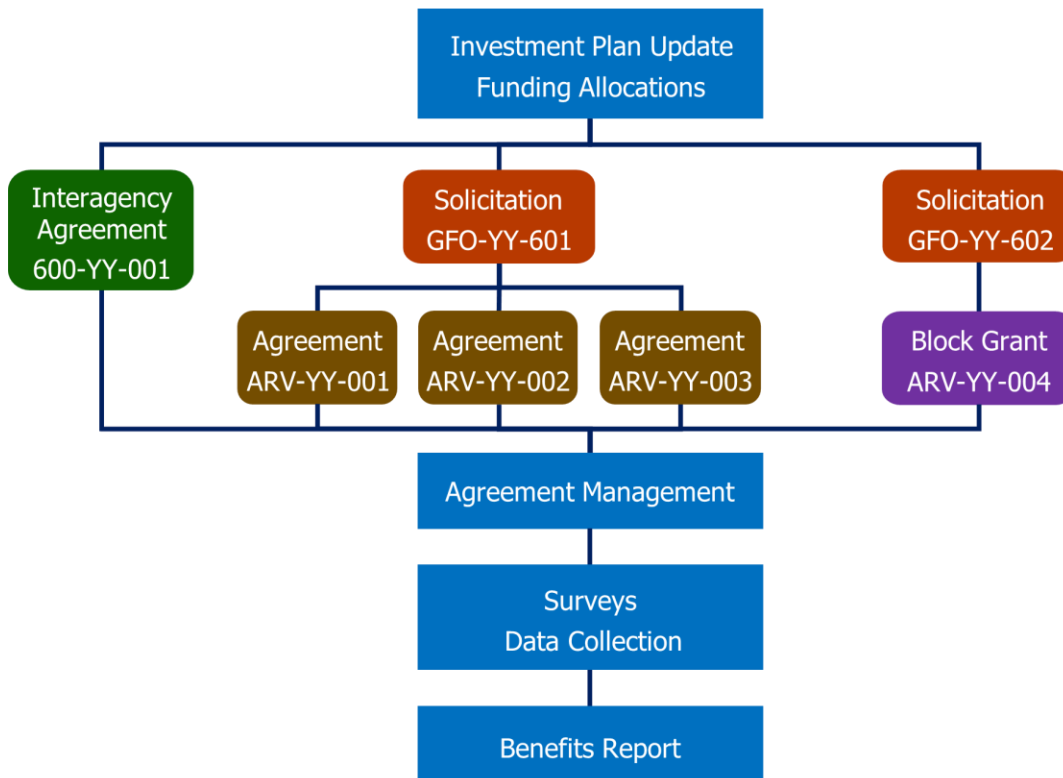 Investment Plan Update
Funding Allocations
Interagency
Agreement
600-YY-001
Solicitation
GFO-YY-601
Solicitation
GFO-YY-602
Agreement
ARV-YY-001
Agreement
ARV-YY-002
Agreement
ARV-YY-003
Block Grant
ARV-YY-004
Agreement Management
Surveys
Data Collection
Benefits Report